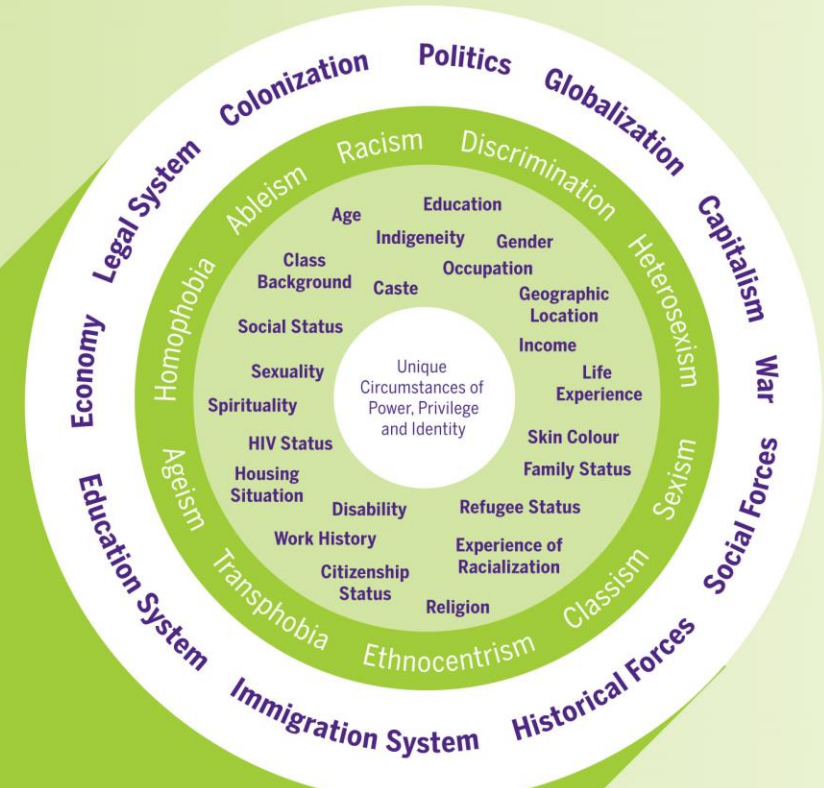 Politics
Globalization
Capitalism
War
Social Forces
Historical Forces
Immigration System
Education System
Economy
Legal System
Colonization
Racism
Discrimination
Heterosexism
Sexism
Classism
Ethnocentrism
Transphobia
Ageism
Homophobia
Ableism
Education
Age
Indigeneity
Gender
Class
Background
Occupation
Caste
Geographic
Location
Social Status
Income
Sexuality
Life
Experience
Spirituality
Skin Colour
HIV Status
Family Status
Housing
Situation
Disability
Refugee Status
Work History
Experience of
Racialization
Citizenship
Status
Religion
Unique
Circumstances of
Power, Privilege
and Identity